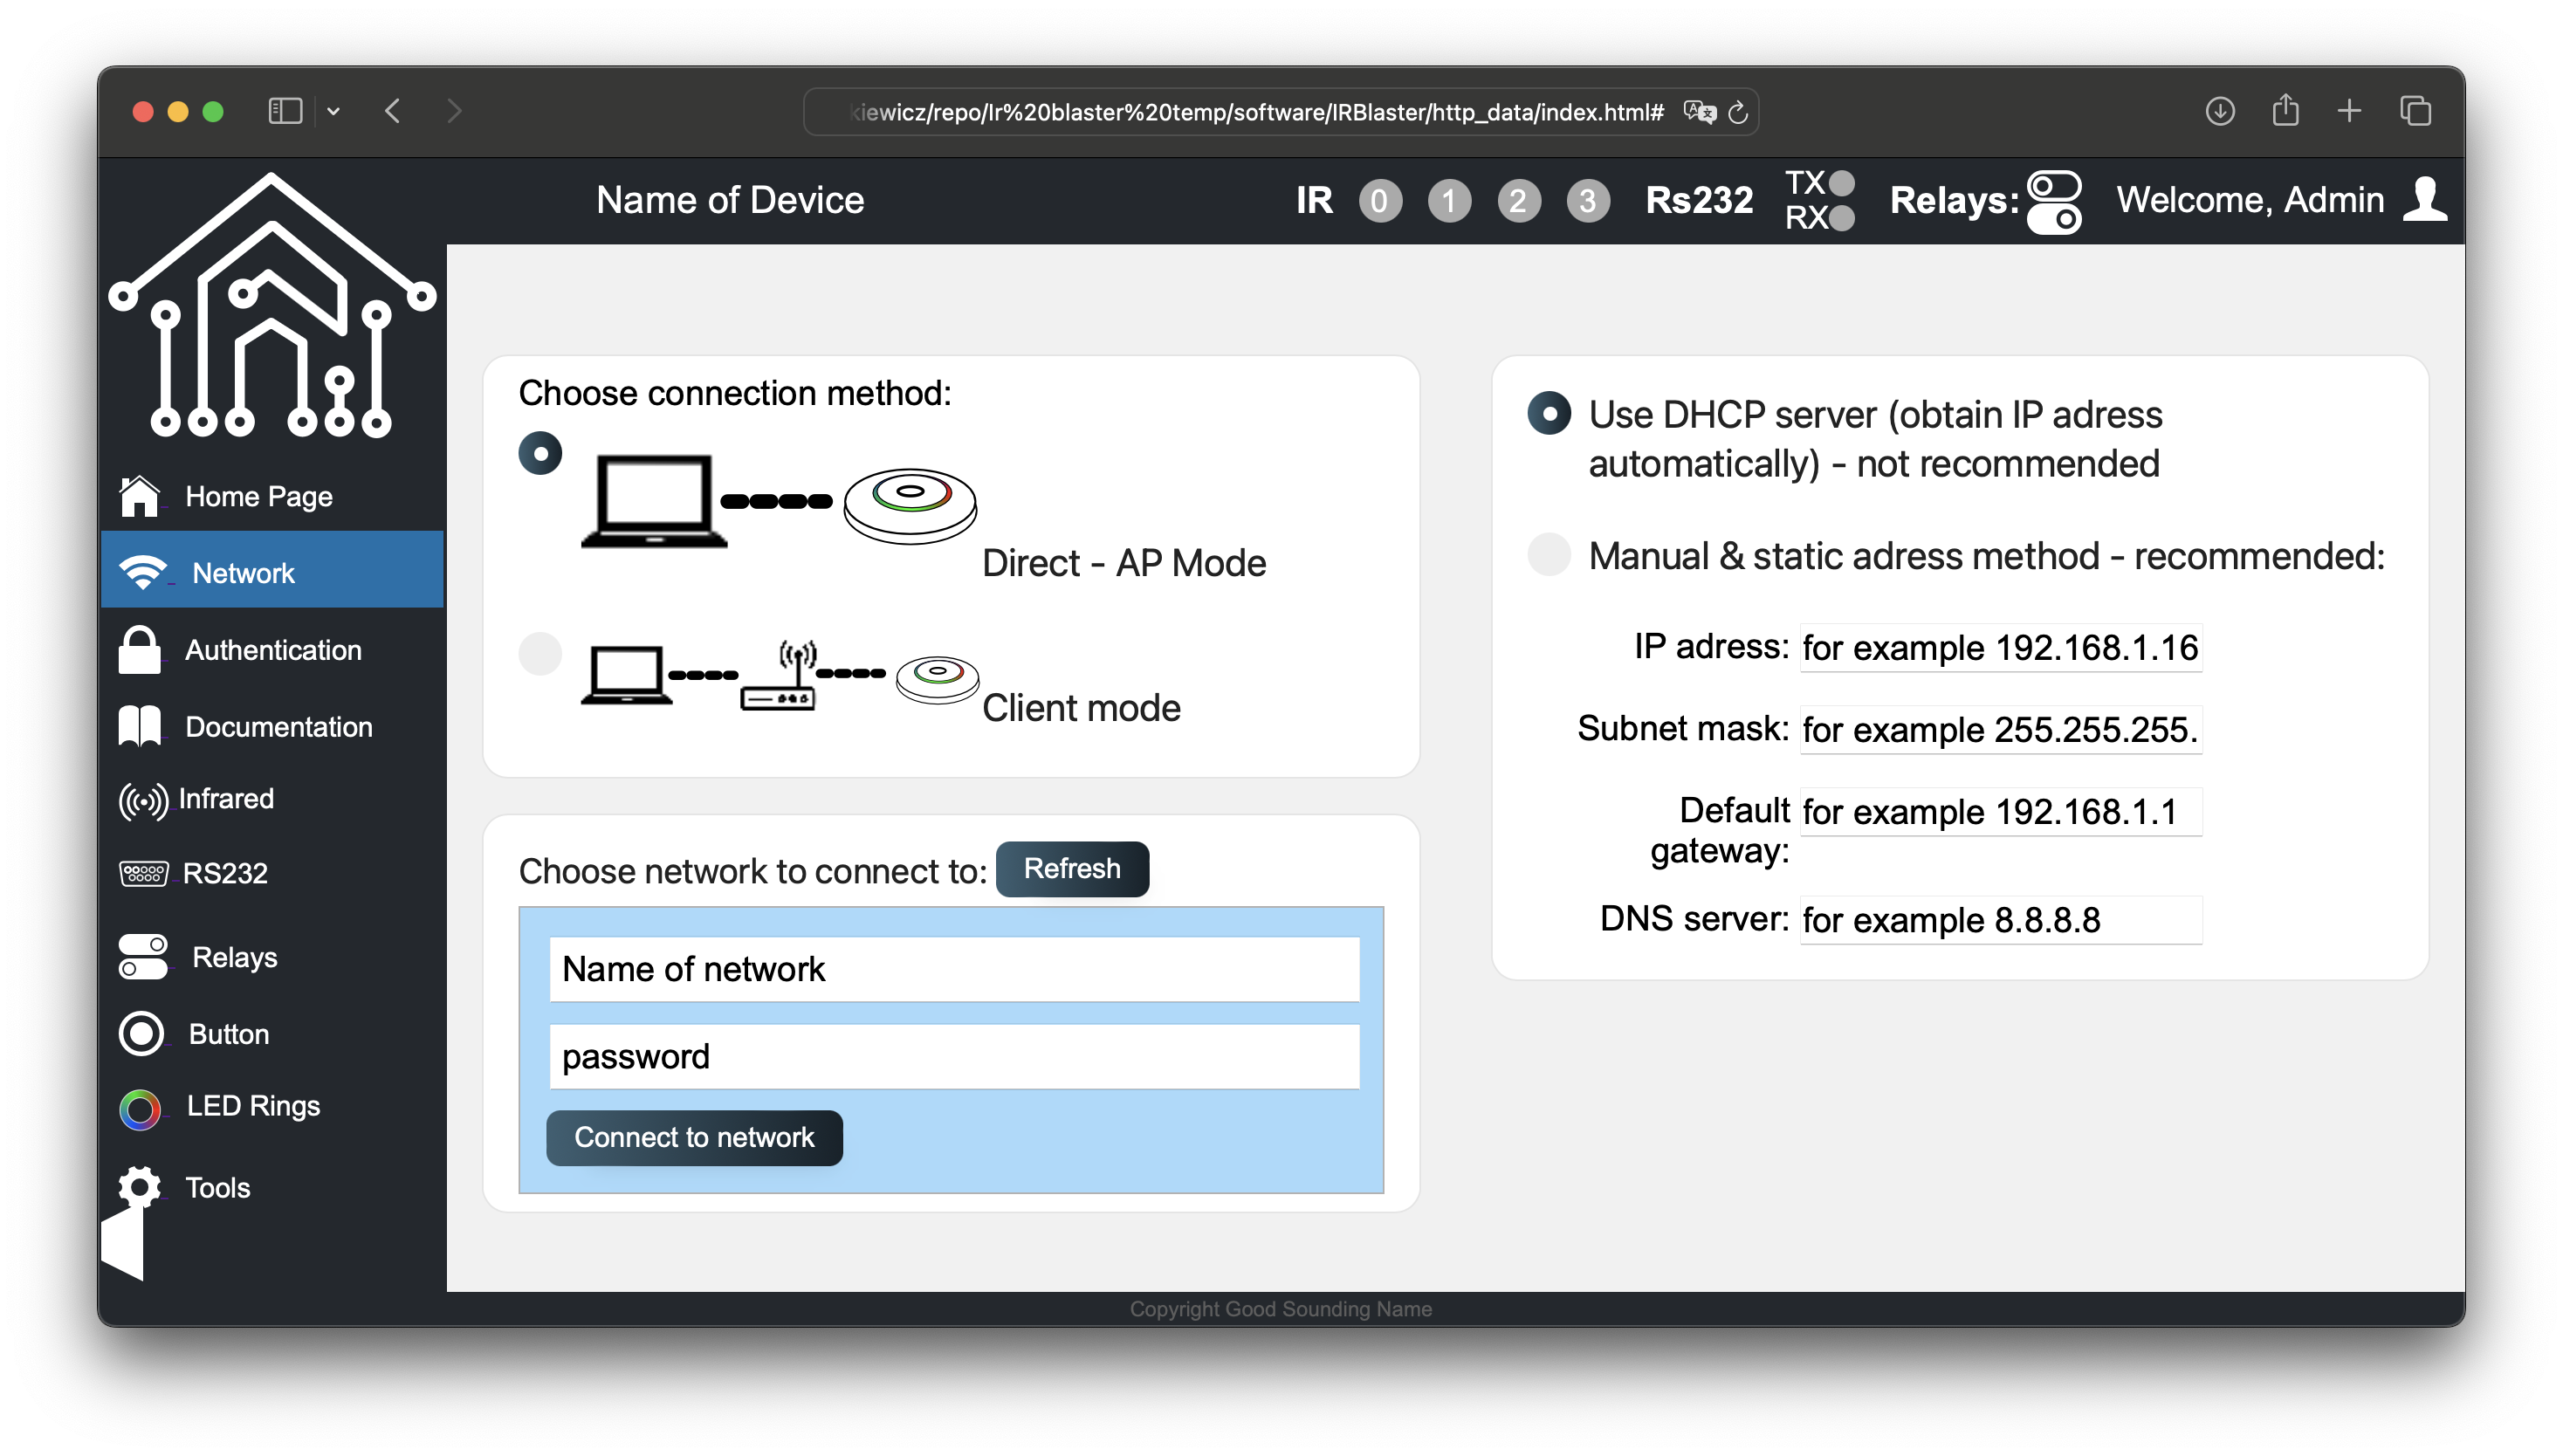 kiewicz/repo/Ir%20blaster%20temp/software/IRBlaster/http_data/index.html#
Name of Device
IR 0 1 2 3 Rs232 TX RX Relays: Welcome, Admin
Home Page
Network
Authentication
Documentation
Infrared
RS232
Relays
Button
LED Rings
Tools
Choose connection method:
Direct - AP Mode
Client mode
Choose network to connect to: Refresh
Name of network
password
Connect to network
Use DHCP server (obtain IP adress
automatically) - not recommended
Manual & static adress method - recommended:
IP adress: for example 192.168.1.16
Subnet mask: for example 255.255.255.
Default
gateway: for example 192.168.1.1
DNS server: for example 8.8.8.8
Copyright Good Sounding Name